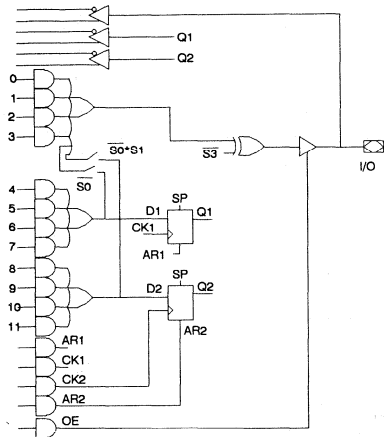 Q1
Q2
0
1
2
3
S3
I/O
S0*S1
S0
4
5
6
7
SP
D1
Q1
CK1
AR1
8
9
10
11
SP
D2
Q2
AR2
AR1
CK1
CK2
AR2
OE